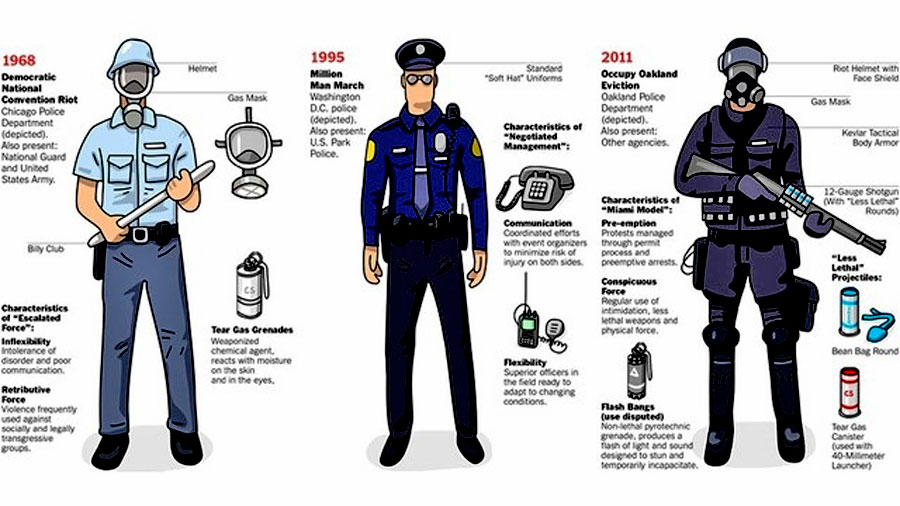 1968
Democratic
National
Convention Riot
Chicago Police
Department
(depicted).
Also present:
National Guard
and United
States Army.
Helmet
Gas Mask
Billy Club
CS
Characteristics
of "Escalated
Force":
Inflexibility
Intolerance of
disorder and poor
communication.
Retributive
Force
Violence frequently
used against
socially and legally
transgressive
groups.
Tear Gas Grenades
Weaponized
chemical agent,
reacts with moisture
on the skin
and in the eyes,
1995
Million
Man March
Washington
D.C. police
(depicted).
Also present:
U.S. Park
Police.
Standard
"Soft Hat" Uniforms
Characteristics of
"Negotiated
Management":
Communication
Coordinated efforts
with event organizers
to minimize risk of
injury on both sides.
Flexibility
Superior officers in
the field ready to
adapt to changing
conditions.
2011
Occupy Oakland
Eviction
Oakland Police
Department
(depicted).
Also present:
Other agencies.
Riot Helmet with
Face Shield
Gas Mask
Kevlar Tactical
Body Armor
12-Gauge Shotgun
(With "Less Lethal"
Rounds)
Characteristics of
"Miami Model":
Pre-emption
Protests managed
through permit
process and
preemptive arrests.
Conspicuous
Force
Regular use of
intimidation, less
lethal weapons and
physical force.
Flash Bangs
(use disputed)
Non-lethal pyrotechnic
grenade, produces a
flash of light and sound
designed to stun and
temporarily incapacitate.
"Less
Lethal"
Projectiles:
Bean Bag Round
CS
Tear Gas
Canister
(used with
40-Millimeter
Launcher)